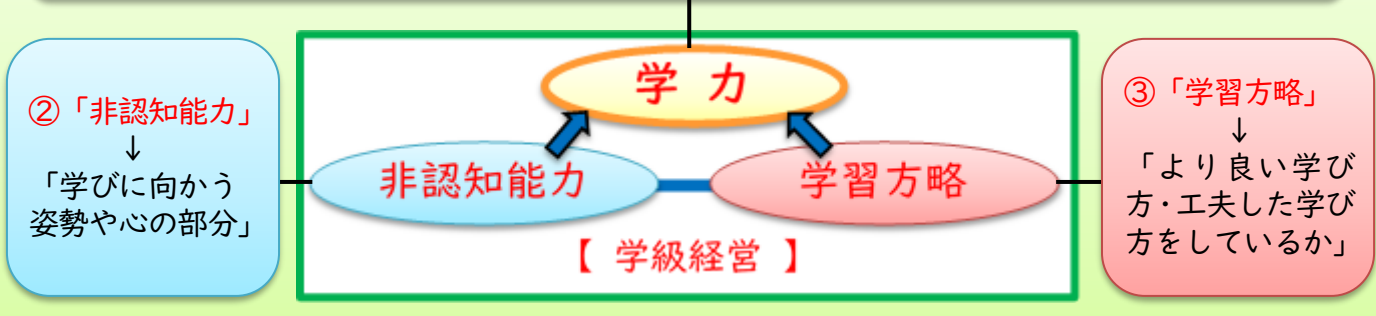 学 力
②「非認知能力」
↓
「学びに向かう
姿勢や心の部分」
非認知能力
学習方略
【 学級経営 】
③「学習方略」
↓
「より良い学び
方・工夫した学び
方をしているか」